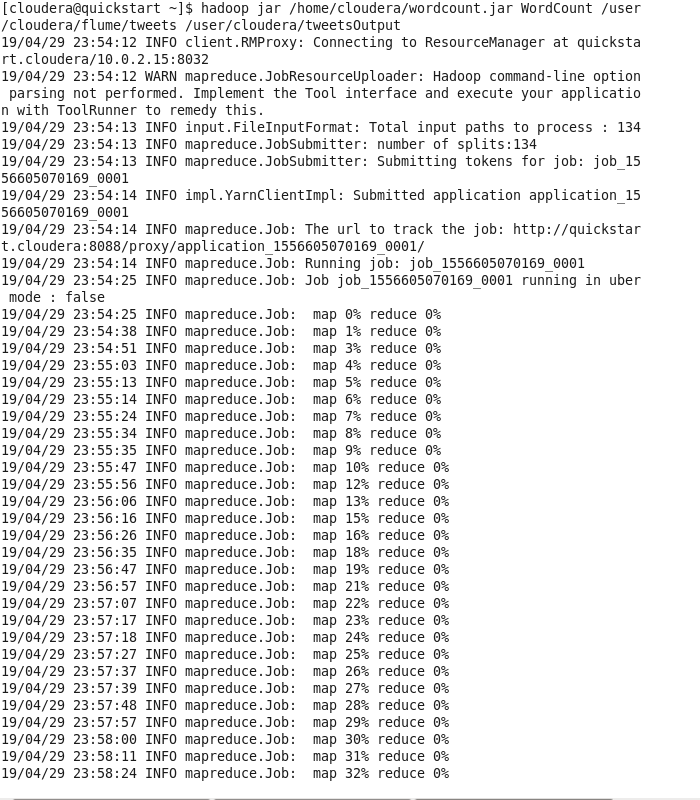 [cloudera@quickstart ~]$ hadoop jar /home/cloudera/wordcount.jar WordCount /user
/cloudera/flume/tweets /user/cloudera/tweetsOutput
19/04/29 23:54:12 INFO client.RMProxy: Connecting to ResourceManager at quicksta
rt.cloudera/10.0.2.15:8032
19/04/29 23:54:12 WARN mapreduce.JobResourceUploader: Hadoop command-line option
 parsing not performed. Implement the Tool interface and execute your applicatio
n with ToolRunner to remedy this.
19/04/29 23:54:13 INFO input.FileInputFormat: Total input paths to process : 134
19/04/29 23:54:13 INFO mapreduce.JobSubmitter: number of splits:134
19/04/29 23:54:13 INFO mapreduce.JobSubmitter: Submitting tokens for job: job_15
56605070169_0001
19/04/29 23:54:14 INFO impl.YarnClientImpl: Submitted application application_15
56605070169_0001
19/04/29 23:54:14 INFO mapreduce.Job: The url to track the job: http://quickstar
t.cloudera:8088/proxy/application_1556605070169_0001/
19/04/29 23:54:14 INFO mapreduce.Job: Running job: job_1556605070169_0001
19/04/29 23:54:25 INFO mapreduce.Job: Job job_1556605070169_0001 running in uber
 mode : false
19/04/29 23:54:25 INFO mapreduce.Job:  map 0% reduce 0%
19/04/29 23:54:38 INFO mapreduce.Job:  map 1% reduce 0%
19/04/29 23:54:51 INFO mapreduce.Job:  map 3% reduce 0%
19/04/29 23:55:03 INFO mapreduce.Job:  map 4% reduce 0%
19/04/29 23:55:13 INFO mapreduce.Job:  map 5% reduce 0%
19/04/29 23:55:14 INFO mapreduce.Job:  map 6% reduce 0%
19/04/29 23:55:24 INFO mapreduce.Job:  map 7% reduce 0%
19/04/29 23:55:34 INFO mapreduce.Job:  map 8% reduce 0%
19/04/29 23:55:35 INFO mapreduce.Job:  map 9% reduce 0%
19/04/29 23:55:47 INFO mapreduce.Job:  map 10% reduce 0%
19/04/29 23:55:56 INFO mapreduce.Job:  map 12% reduce 0%
19/04/29 23:56:06 INFO mapreduce.Job:  map 13% reduce 0%
19/04/29 23:56:16 INFO mapreduce.Job:  map 15% reduce 0%
19/04/29 23:56:26 INFO mapreduce.Job:  map 16% reduce 0%
19/04/29 23:56:35 INFO mapreduce.Job:  map 18% reduce 0%
19/04/29 23:56:47 INFO mapreduce.Job:  map 19% reduce 0%
19/04/29 23:56:57 INFO mapreduce.Job:  map 21% reduce 0%
19/04/29 23:57:07 INFO mapreduce.Job:  map 22% reduce 0%
19/04/29 23:57:17 INFO mapreduce.Job:  map 23% reduce 0%
19/04/29 23:57:18 INFO mapreduce.Job:  map 24% reduce 0%
19/04/29 23:57:27 INFO mapreduce.Job:  map 25% reduce 0%
19/04/29 23:57:37 INFO mapreduce.Job:  map 26% reduce 0%
19/04/29 23:57:39 INFO mapreduce.Job:  map 27% reduce 0%
19/04/29 23:57:48 INFO mapreduce.Job:  map 28% reduce 0%
19/04/29 23:57:57 INFO mapreduce.Job:  map 29% reduce 0%
19/04/29 23:58:00 INFO mapreduce.Job:  map 30% reduce 0%
19/04/29 23:58:11 INFO mapreduce.Job:  map 31% reduce 0%
19/04/29 23:58:24 INFO mapreduce.Job:  map 32% reduce 0%